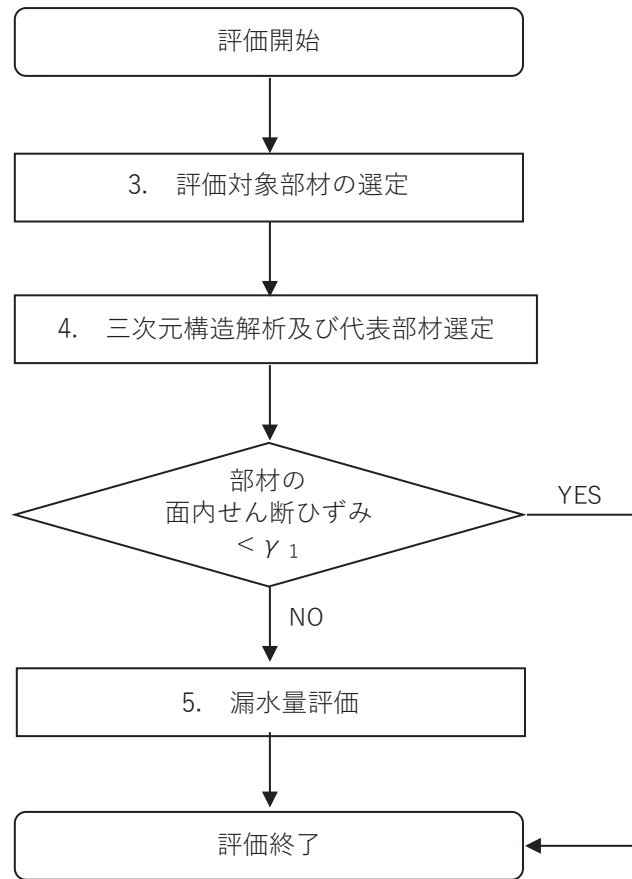 評価開始
3.　評価対象部材の選定
4.　三次元構造解析及び代表部材選定
部材の
面内せん断ひずみ
<γ1
YES
NO
5.　漏水量評価
評価終了